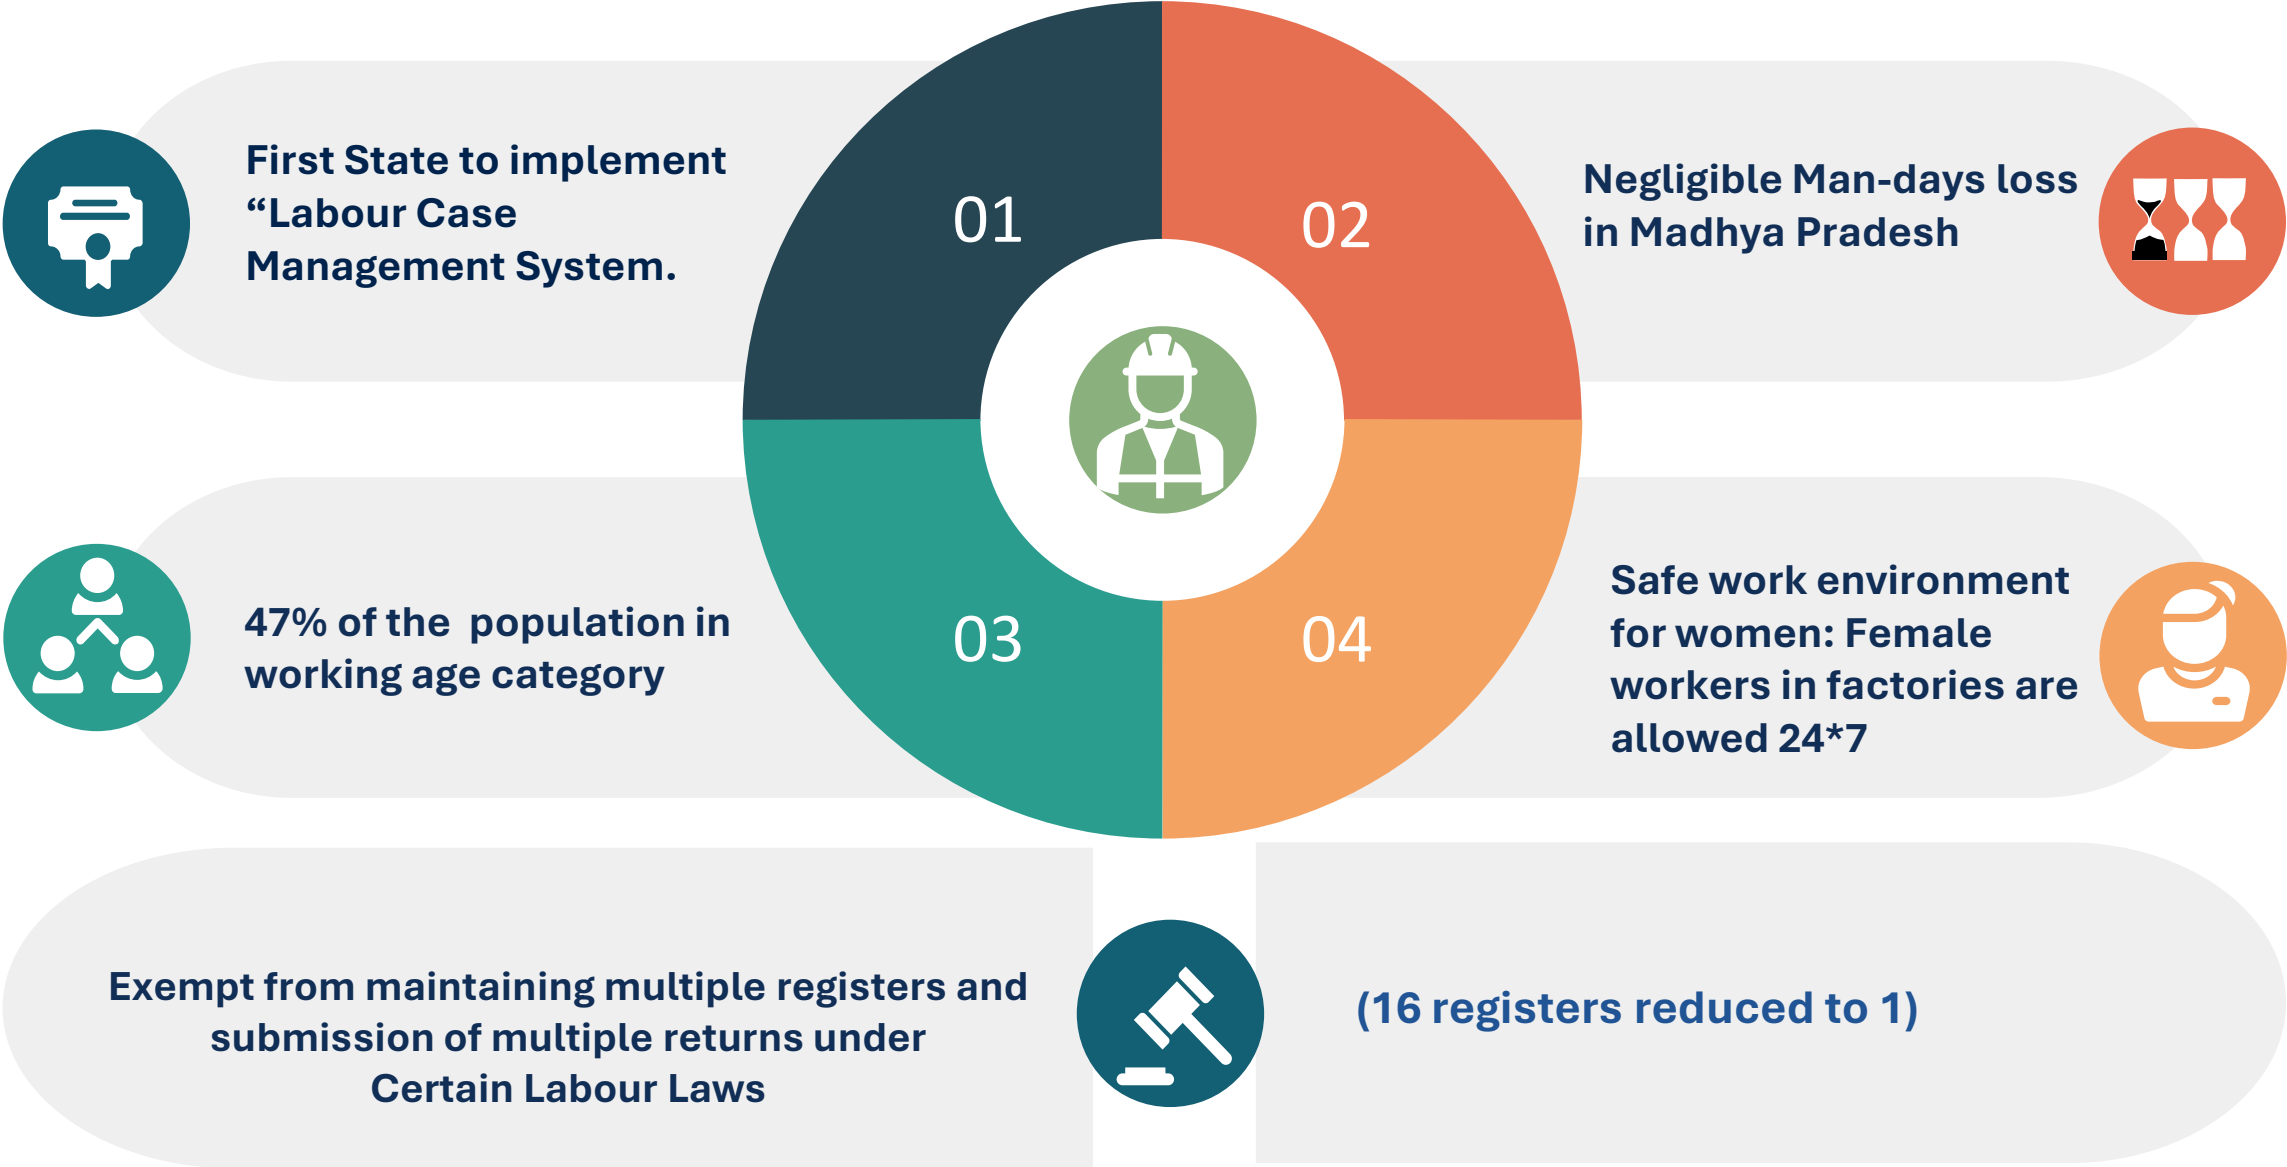 First State to implement
“Labour Case
Management System.
01
02
Negligible Man-days loss
in Madhya Pradesh
47% of the population in
working age category
03
04
Safe work environment
for women: Female
workers in factories are
allowed 24*7
Exempt from maintaining multiple registers and
submission of multiple returns under
Certain Labour Laws
(16 registers reduced to 1)